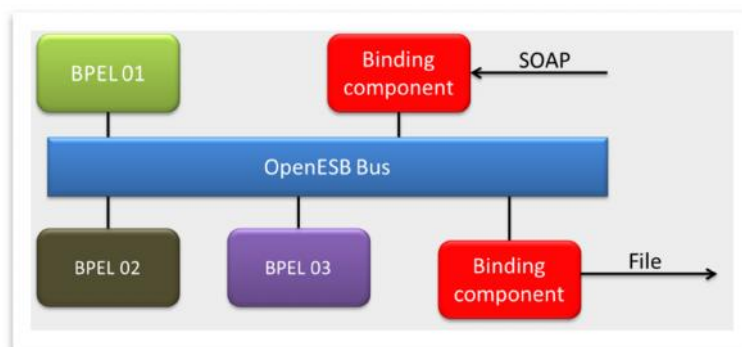 BPEL 01
Binding
component
SOAP
OpenESB Bus
BPEL 02
BPEL 03
Binding
component
File